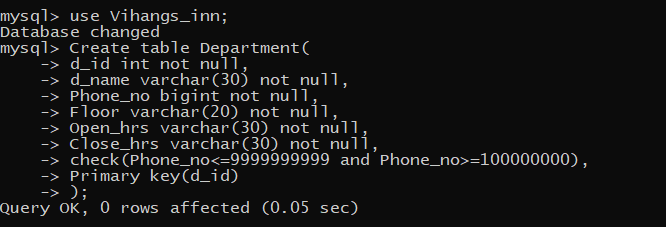 mysql> use Vihangs_inn;
Database changed
mysql> Create table Department(
    -> d_id int not null,
    -> d_name varchar(30) not null,
    -> Phone_no bigint not null,
    -> Floor varchar(20) not null,
    -> Open_hrs varchar(30) not null,
    -> Close_hrs varchar(30) not null,
    -> check(Phone_no<=9999999999 and Phone_no>=100000000),
    -> Primary key(d_id)
    -> );
Query OK, 0 rows affected (0.05 sec)